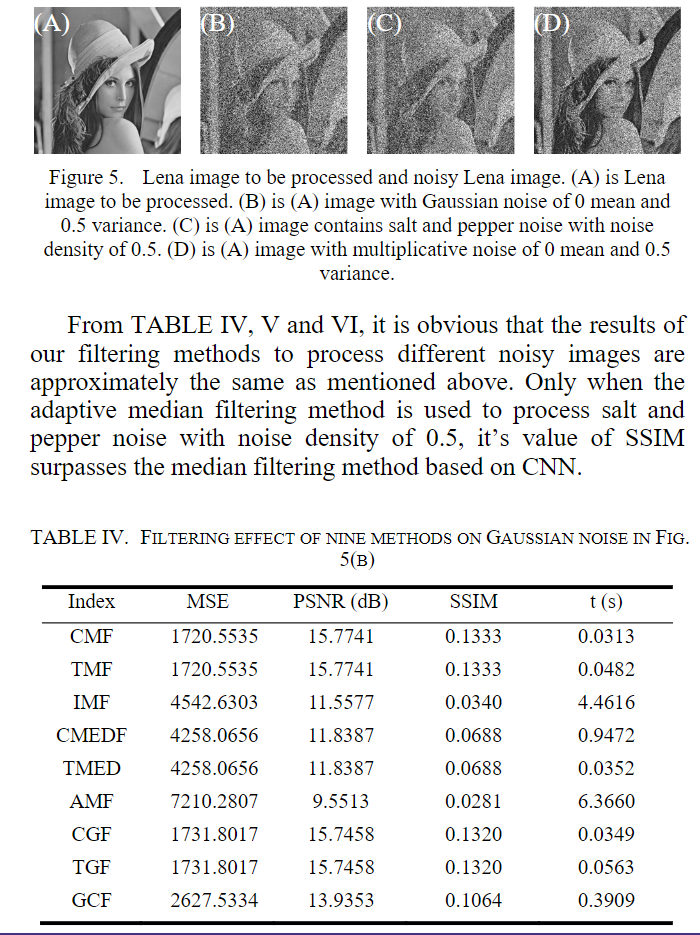 (A) (B) (C) (D)
Figure 5. Lena image to be processed and noisy Lena image. (A) is Lena
image to be processed. (B) is (A) image with Gaussian noise of 0 mean and
0.5 variance. (C) is (A) image contains salt and pepper noise with noise
density of 0.5. (D) is (A) image with multiplicative noise of 0 mean and 0.5
variance.
From TABLE IV, V and VI, it is obvious that the results of
our filtering methods to process different noisy images are
approximately the same as mentioned above. Only when the
adaptive median filtering method is used to process salt and
pepper noise with noise density of 0.5, it’s value of SSIM
surpasses the median filtering method based on CNN.
TABLE IV. FILTERING EFFECT OF NINE METHODS ON GAUSSIAN NOISE IN FIG.
5(B)
Index MSE PSNR (dB) SSIM t (s)
CMF 1720.5535 15.7741 0.1333 0.0313
TMF 1720.5535 15.7741 0.1333 0.0482
IMF 4542.6303 11.5577 0.0340 4.4616
CMEDF 4258.0656 11.8387 0.0688 0.9472
TMED 4258.0656 11.8387 0.0688 0.0352
AMF 7210.2807 9.5513 0.0281 6.3660
CGF 1731.8017 15.7458 0.1320 0.0349
TGF 1731.8017 15.7458 0.1320 0.0563
GCF 2627.5334 13.9353 0.1064 0.3909